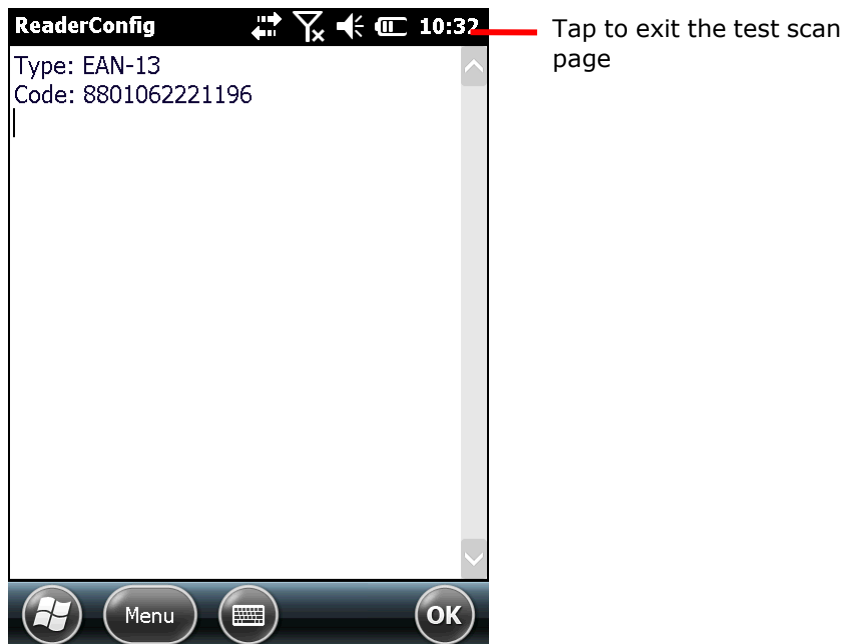 ReaderConfig 10:32
Tap to exit the test scan
page
Type: EAN-13
Code: 8801062221196
Menu OK